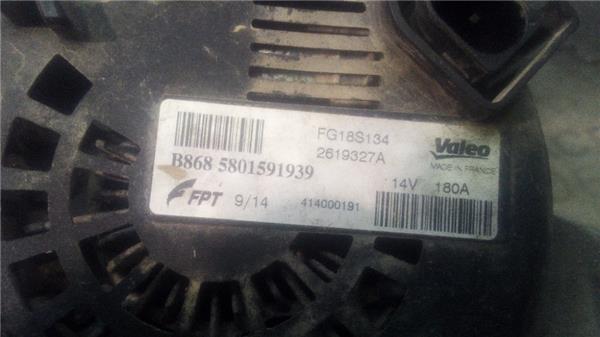 FG18S134
2619327A
Valeo
MADE IN FRANCE
B868 5801591939
14V 180A
FPT 9/14 414000191